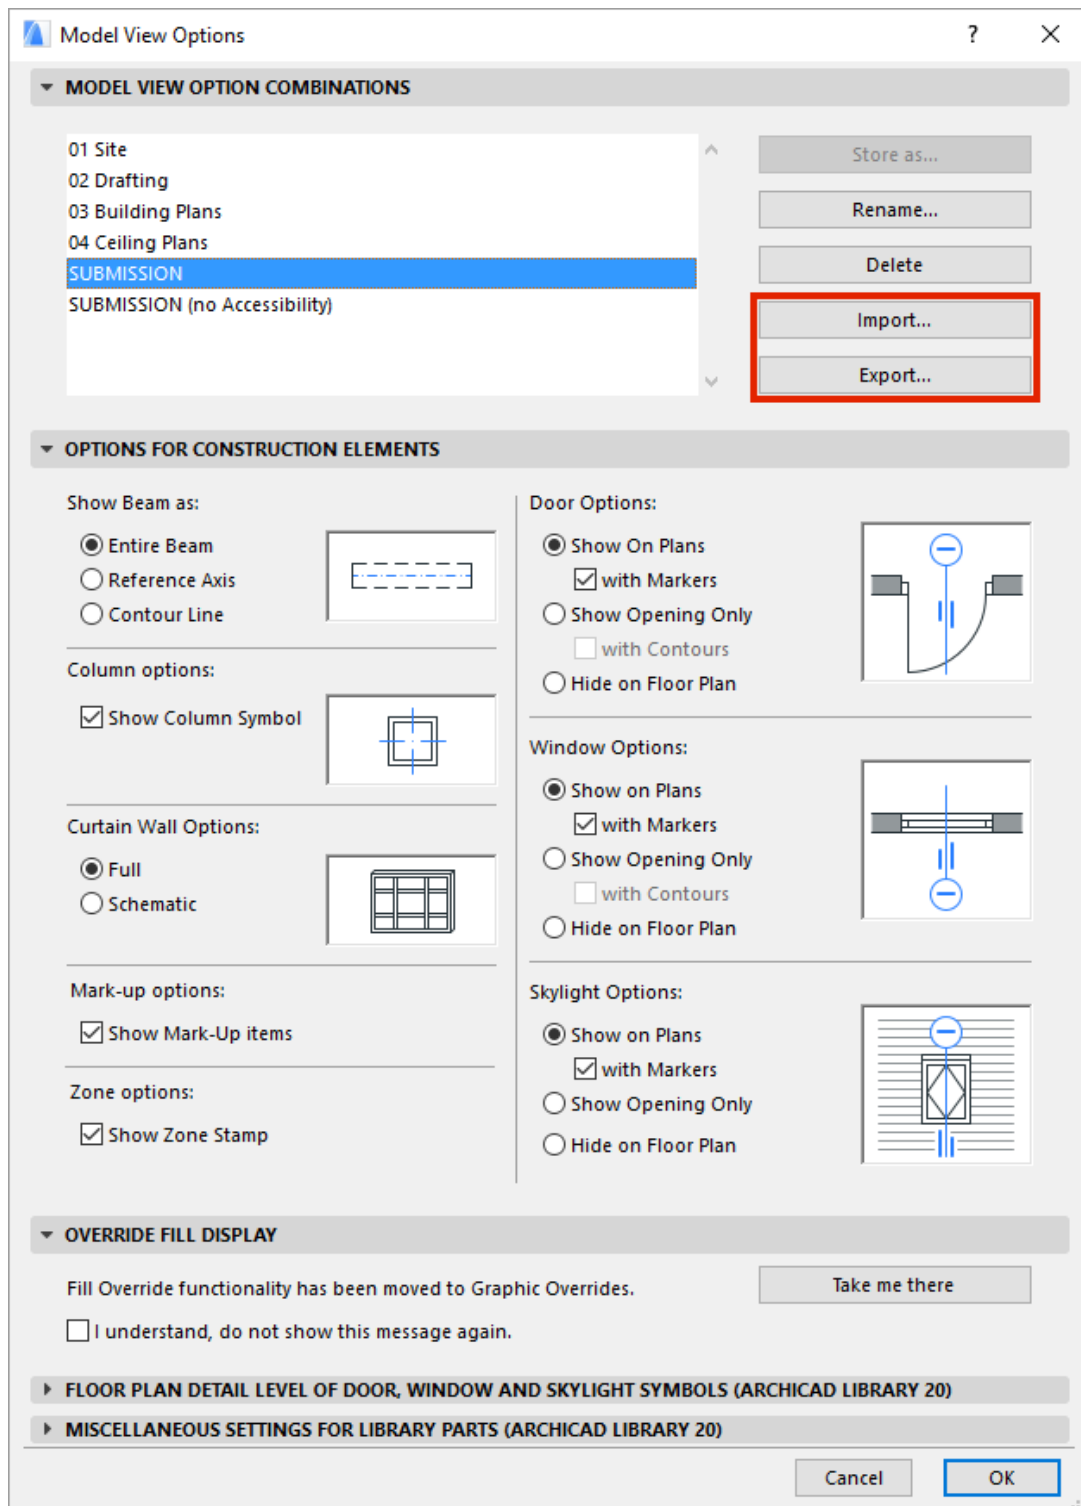 Model View Options
?
MODEL VIEW OPTION COMBINATIONS
01 Site
02 Drafting
03 Building Plans
04 Ceiling Plans
SUBMISSION
SUBMISSION (no Accessibility)
Store as...
Rename...
Delete
Import...
Export...
OPTIONS FOR CONSTRUCTION ELEMENTS
Show Beam as:
Entire Beam
Reference Axis
Contour Line
Column options:
Show Column Symbol
Curtain Wall Options:
Full
Schematic
Mark-up options:
Show Mark-Up items
Zone options:
Show Zone Stamp
Door Options:
Show On Plans
with Markers
Show Opening Only
with Contours
Hide on Floor Plan
Window Options:
Show on Plans
with Markers
Show Opening Only
with Contours
Hide on Floor Plan
Skylight Options:
Show on Plans
with Markers
Show Opening Only
Hide on Floor Plan
OVERRIDE FILL DISPLAY
Fill Override functionality has been moved to Graphic Overrides.
Take me there
I understand, do not show this message again.
FLOOR PLAN DETAIL LEVEL OF DOOR, WINDOW AND SKYLIGHT SYMBOLS (ARCHICAD LIBRARY 20)
MISCELLANEOUS SETTINGS FOR LIBRARY PARTS (ARCHICAD LIBRARY 20)
Cancel
OK